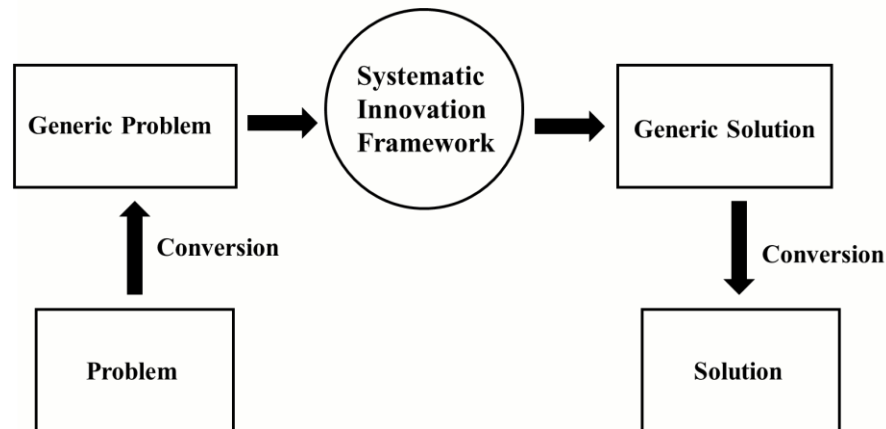 Systematic
Innovation
Framework
Generic Problem
Generic Solution
Conversion
Conversion
Problem
Solution